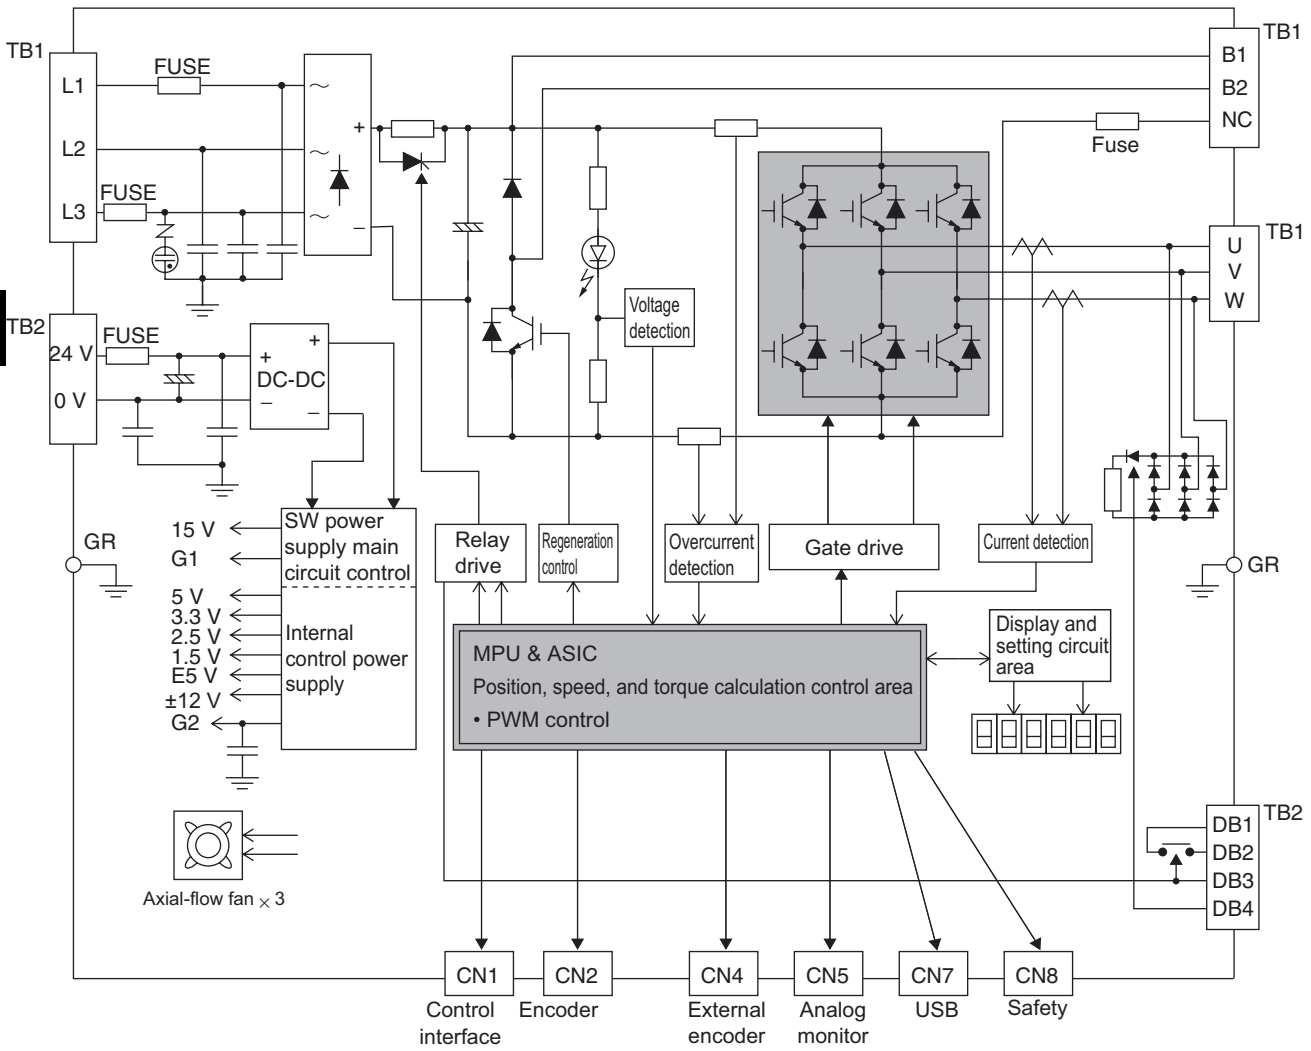 TB1
L1
L2
L3
FUSE
FUSE
+
−
TB1
B1
B2
NC
Fuse
TB1
U
V
W
Voltage
detection
TB2
24 V
0 V
FUSE
+
−
DC-DC
+
−
GR
15 V
G1
5 V
3.3 V
2.5 V
1.5 V
E5 V
±12 V
G2
SW power
supply main
circuit control
Internal
control power
supply
Relay
drive
Regeneration
control
Overcurrent
detection
Gate drive
Current detection
GR
MPU & ASIC
Position, speed, and torque calculation control area
• PWM control
Display and
setting circuit
area
Axial-flow fan × 3
TB2
DB1
DB2
DB3
DB4
CN1
Control
interface
CN2
Encoder
CN4
External
encoder
CN5
Analog
monitor
CN7
USB
CN8
Safety